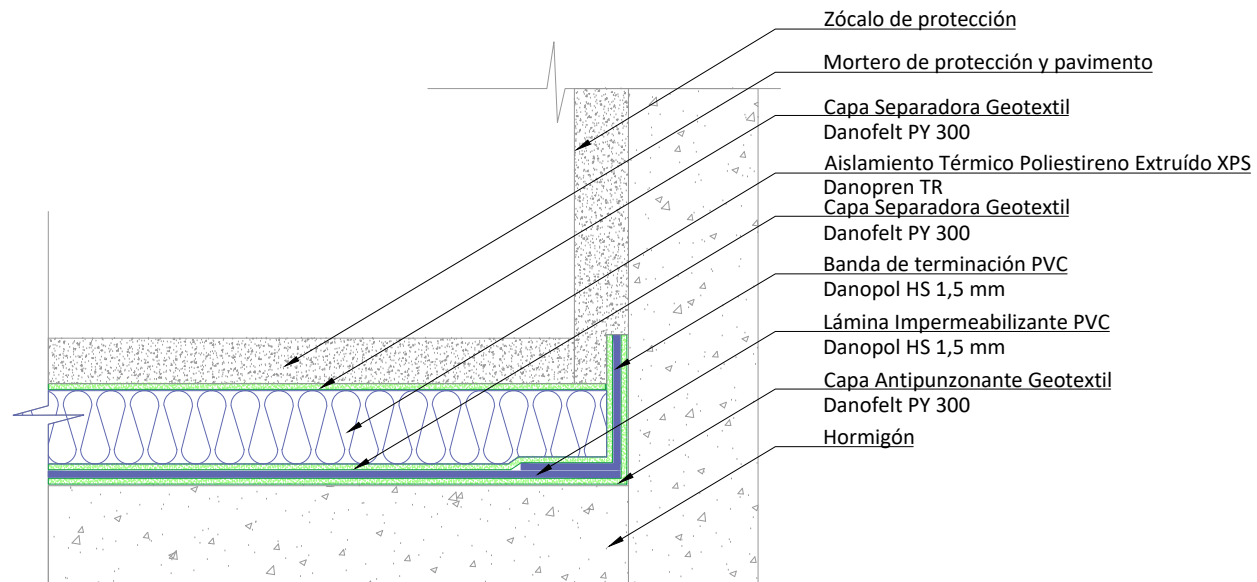 Zócalo de protección
Mortero de protección y pavimento
Capa Separadora Geotextil
Danofelt PY 300
Aislamiento Térmico Poliestireno Extruído XPS
Danopren TR
Capa Separadora Geotextil
Danofelt PY 300
Banda de terminación PVC
Danopol HS 1,5 mm
Lámina Impermeabilizante PVC
Danopol HS 1,5 mm
Capa Antipunzonante Geotextil
Danofelt PY 300
Hormigón